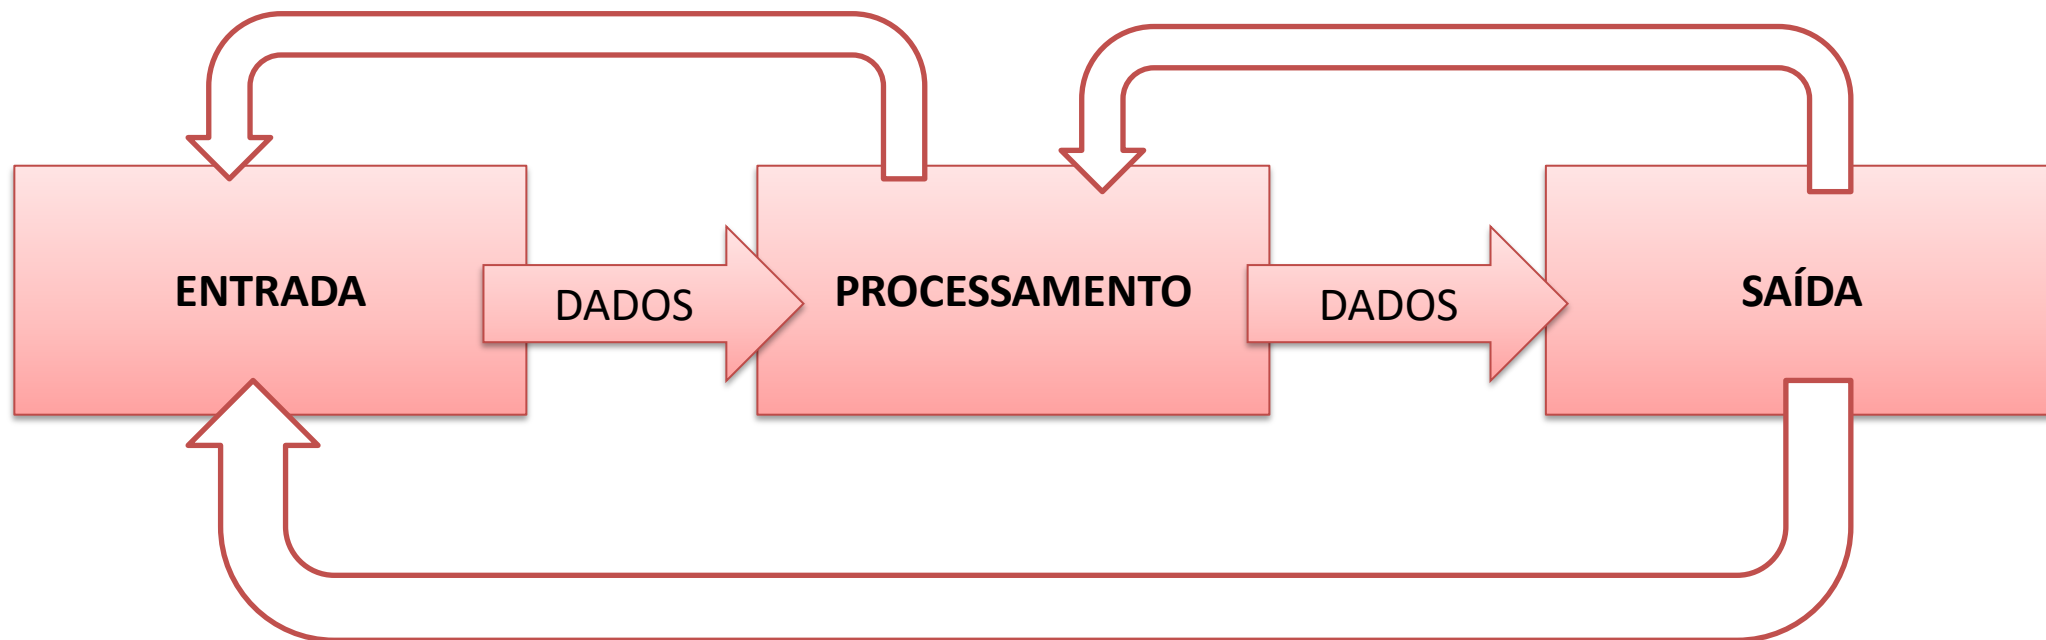 ENTRADA
DADOS
PROCESSAMENTO
DADOS
SAÍDA